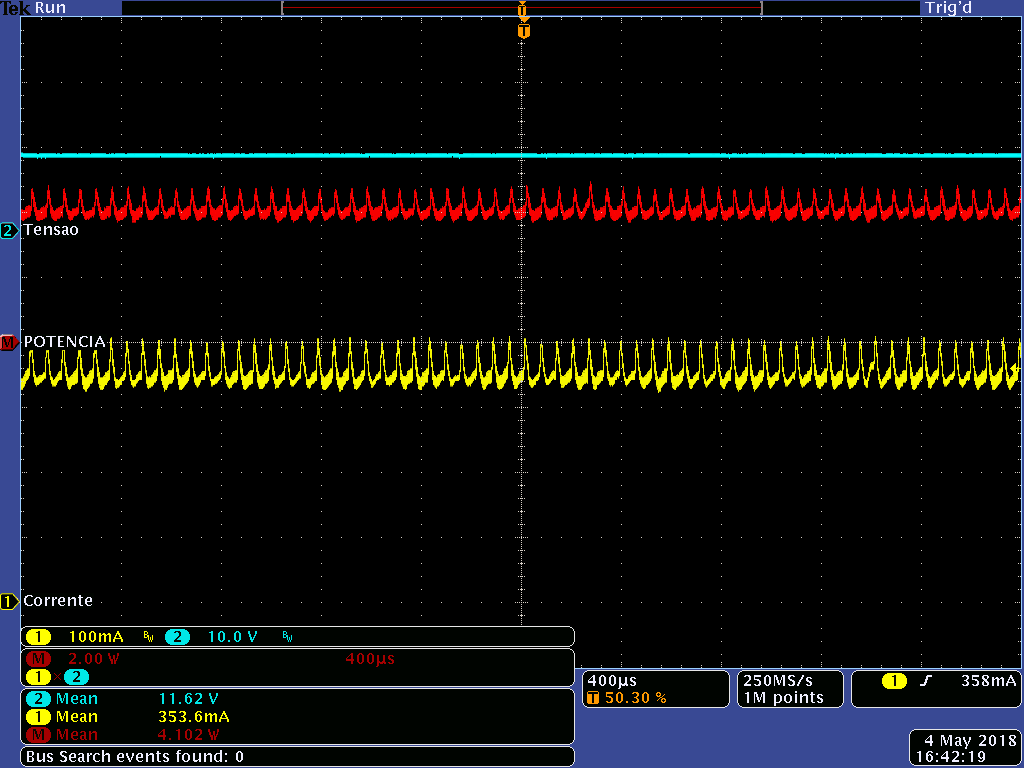 Tek Run Trig'd
T
T
2 Tensao
M POTENCIA
1 Corrente
1 100mA BW 2 10.0 V BW
M 2.00 W 400µs
1 2
2 Mean 11.62 V
1 Mean 353.6mA
M Mean 4.102 W
Bus Search events found: 0
400µs
T 50.30 %
250MS/s
1M points
1 358mA
4 May 2018
16:42:19